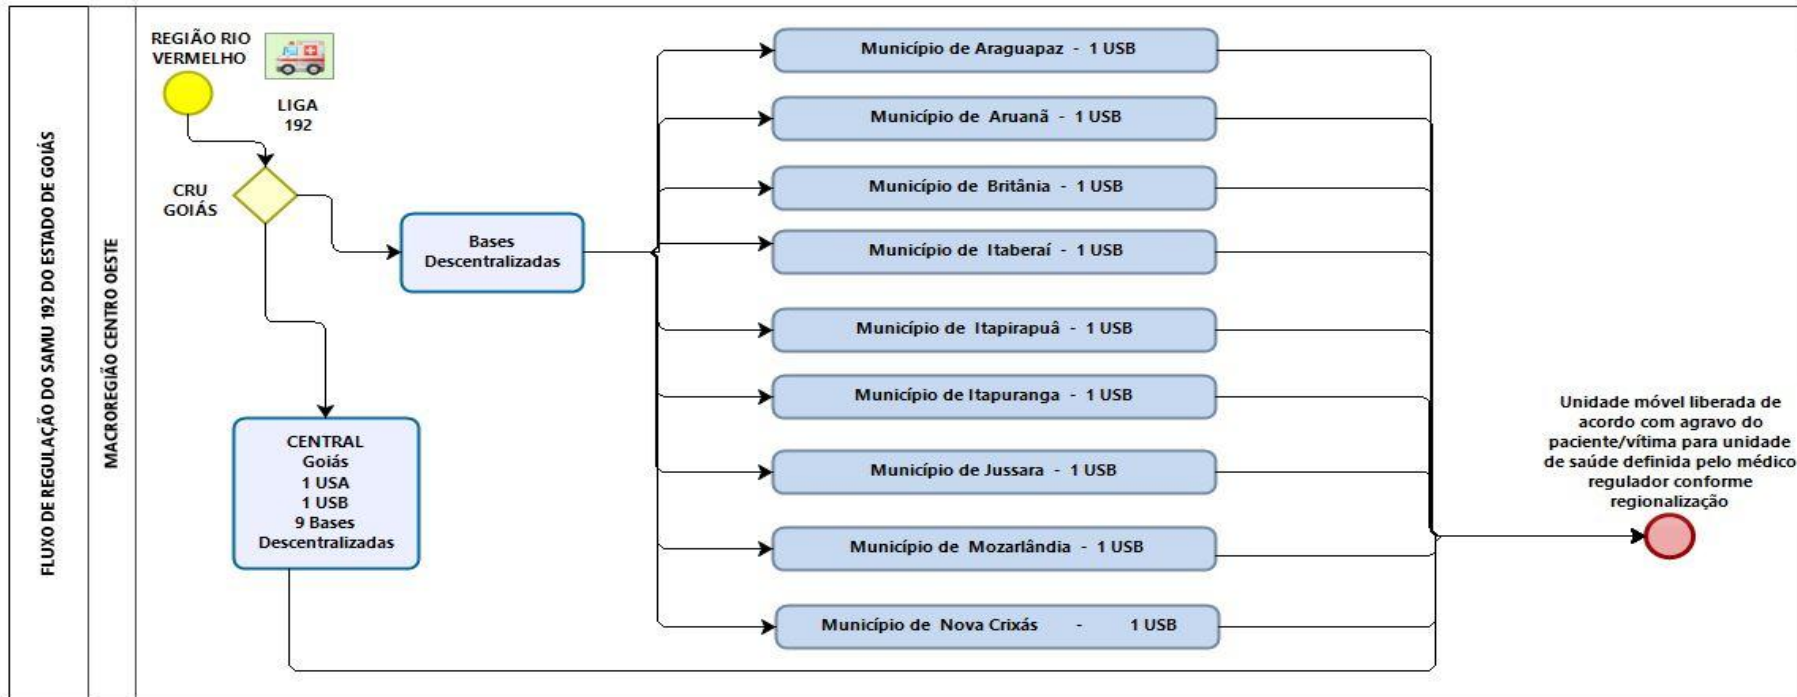 FLUXO DE REGULAÇÃO DO SAMU 192 DO ESTADO DE GOIÁS
MACROREGIÃO CENTRO OESTE
REGIÃO RIO
VERMELHO
LIGA
192
CRU
GOIÁS
Bases
Descentralizadas
CENTRAL
Goiás
1 USA
1 USB
9 Bases
Descentralizadas
Município de Araguapaz - 1 USB
Município de Aruanã - 1 USB
Município de Britânia - 1 USB
Município de Itaberaí - 1 USB
Município de Itapirapuâ - 1 USB
Município de Itapuranga - 1 USB
Município de Jussara - 1 USB
Município de Mozarlândia - 1 USB
Município de Nova Crixás - 1 USB
Unidade móvel liberada de
acordo com agravo do
paciente/vítima para unidade
de saúde definida pelo médico
regulador conforme
regionalização